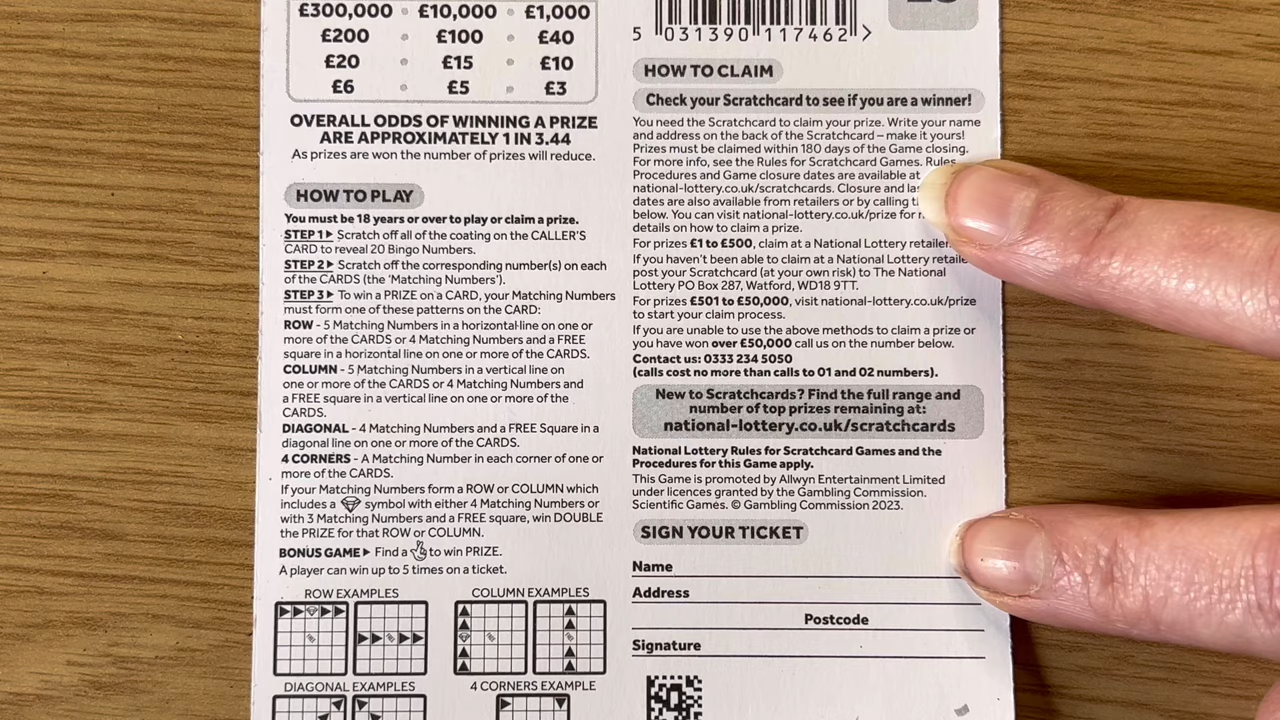 £300,000 £10,000 £1,000
£200 £100 £40
£20 £15 £10
£6 £5 £3
OVERALL ODDS OF WINNING A PRIZE
ARE APPROXIMATELY 1 IN 3.44
As prizes are won the number of prizes will reduce.
HOW TO PLAY
You must be 18 years or over to play or claim a prize.
STEP 1 Scratch off all of the coating on the CALLER'S
CARD to reveal 20 Bingo Numbers.
STEP 2 Scratch off the corresponding number(s) on each
of the CARDS (the 'Matching Numbers').
STEP 3 To win a PRIZE on a CARD, your Matching Numbers
must form one of these patterns on the CARD:
ROW - 5 Matching Numbers in a horizontal line on one or
more of the CARDS or 4 Matching Numbers and a FREE
square in a horizontal line on one or more of the CARDS.
COLUMN - 5 Matching Numbers in a vertical line on
one or more of the CARDS or 4 Matching Numbers and
a FREE square in a vertical line on one or more of the
CARDS.
DIAGONAL - 4 Matching Numbers and a FREE Square in a
diagonal line on one or more of the CARDS.
4 CORNERS - A Matching Number in each corner of one or
more of the CARDS.
If your Matching Numbers form a ROW or COLUMN which
includes a symbol with either 4 Matching Numbers or
with 3 Matching Numbers and a FREE square, win DOUBLE
the PRIZE for that ROW or COLUMN.
BONUS GAME Find a to win PRIZE.
A player can win up to 5 times on a ticket.
ROW EXAMPLES COLUMN EXAMPLES
DIAGONAL EXAMPLES 4 CORNERS EXAMPLE
5 031390 117462 >
HOW TO CLAIM
Check your Scratchcard to see if you are a winner!
You need the Scratchcard to claim your prize. Write your name
and address on the back of the Scratchcard – make it yours!
Prizes must be claimed within 180 days of the Game closing.
For more info, see the Rules for Scratchcard Games. Rules,
Procedures and Game closure dates are available at
national-lottery.co.uk/scratchcards. Closure and
dates are also available from retailers or by calling
below. You can visit national-lottery.co.uk/prize for
details on how to claim a prize.
For prizes £1 to £500, claim at a National Lottery retailer.
If you haven't been able to claim at a National Lottery
post your Scratchcard (at your own risk) to The National
Lottery PO Box 287, Watford, WD18 9TT.
For prizes £501 to £50,000, visit national-lottery.co.uk/prize
to start your claim process.
If you are unable to use the above methods to claim a prize or
you have won over £50,000 call us on the number below.
Contact us: 0333 234 5050
(calls cost no more than calls to 01 and 02 numbers).
New to Scratchcards? Find the full range and
number of top prizes remaining at:
national-lottery.co.uk/scratchcards
National Lottery Rules for Scratchcard Games and the
Procedures for this Game apply.
This Game is promoted by Allwyn Entertainment Limited
under licences granted by the Gambling Commission.
Scientific Games. © Gambling Commission 2023.
SIGN YOUR TICKET
Name
Address
Postcode
Signature